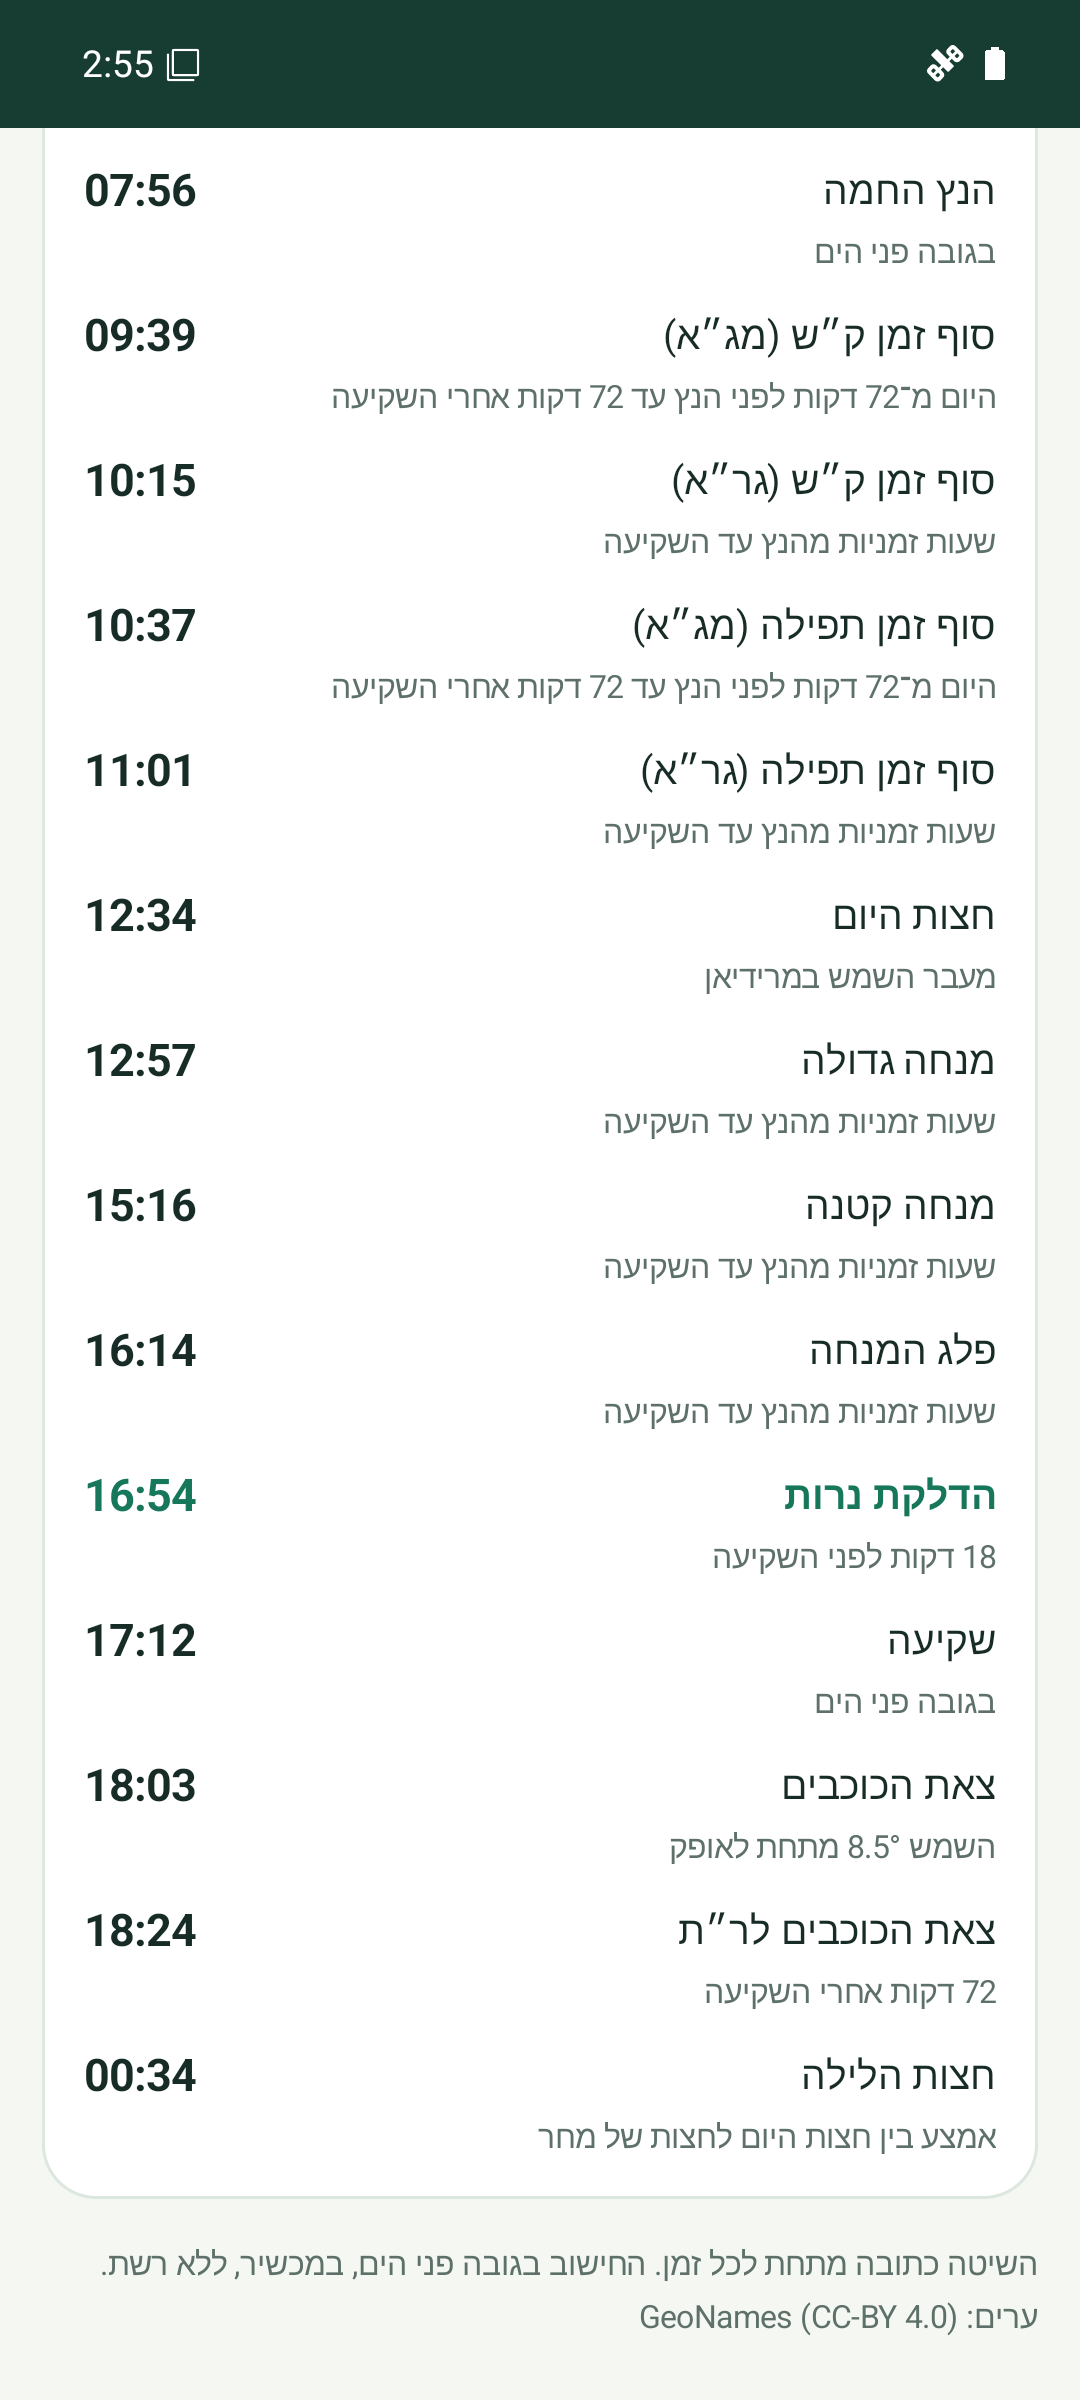 2:55
הנץ החמה 07:56
בגובה פני הים
סוף זמן ק״ש (מג״א) 09:39
היום מ־72 דקות לפני הנץ עד 72 דקות אחרי השקיעה
סוף זמן ק״ש (גר״א) 10:15
שעות זמניות מהנץ עד השקיעה
סוף זמן תפילה (מג״א) 10:37
היום מ־72 דקות לפני הנץ עד 72 דקות אחרי השקיעה
סוף זמן תפילה (גר״א) 11:01
שעות זמניות מהנץ עד השקיעה
חצות היום 12:34
מעבר השמש במרידיאן
מנחה גדולה 12:57
שעות זמניות מהנץ עד השקיעה
מנחה קטנה 15:16
שעות זמניות מהנץ עד השקיעה
פלג המנחה 16:14
שעות זמניות מהנץ עד השקיעה
הדלקת נרות 16:54
18 דקות לפני השקיעה
שקיעה 17:12
בגובה פני הים
צאת הכוכבים 18:03
השמש 8.5° מתחת לאופק
צאת הכוכבים לר״ת 18:24
72 דקות אחרי השקיעה
חצות הלילה 00:34
אמצע בין חצות היום לחצות של מחר
השיטה כתובה מתחת לכל זמן. החישוב בגובה פני הים, במכשיר, ללא רשת.
ערים: GeoNames (CC-BY 4.0)